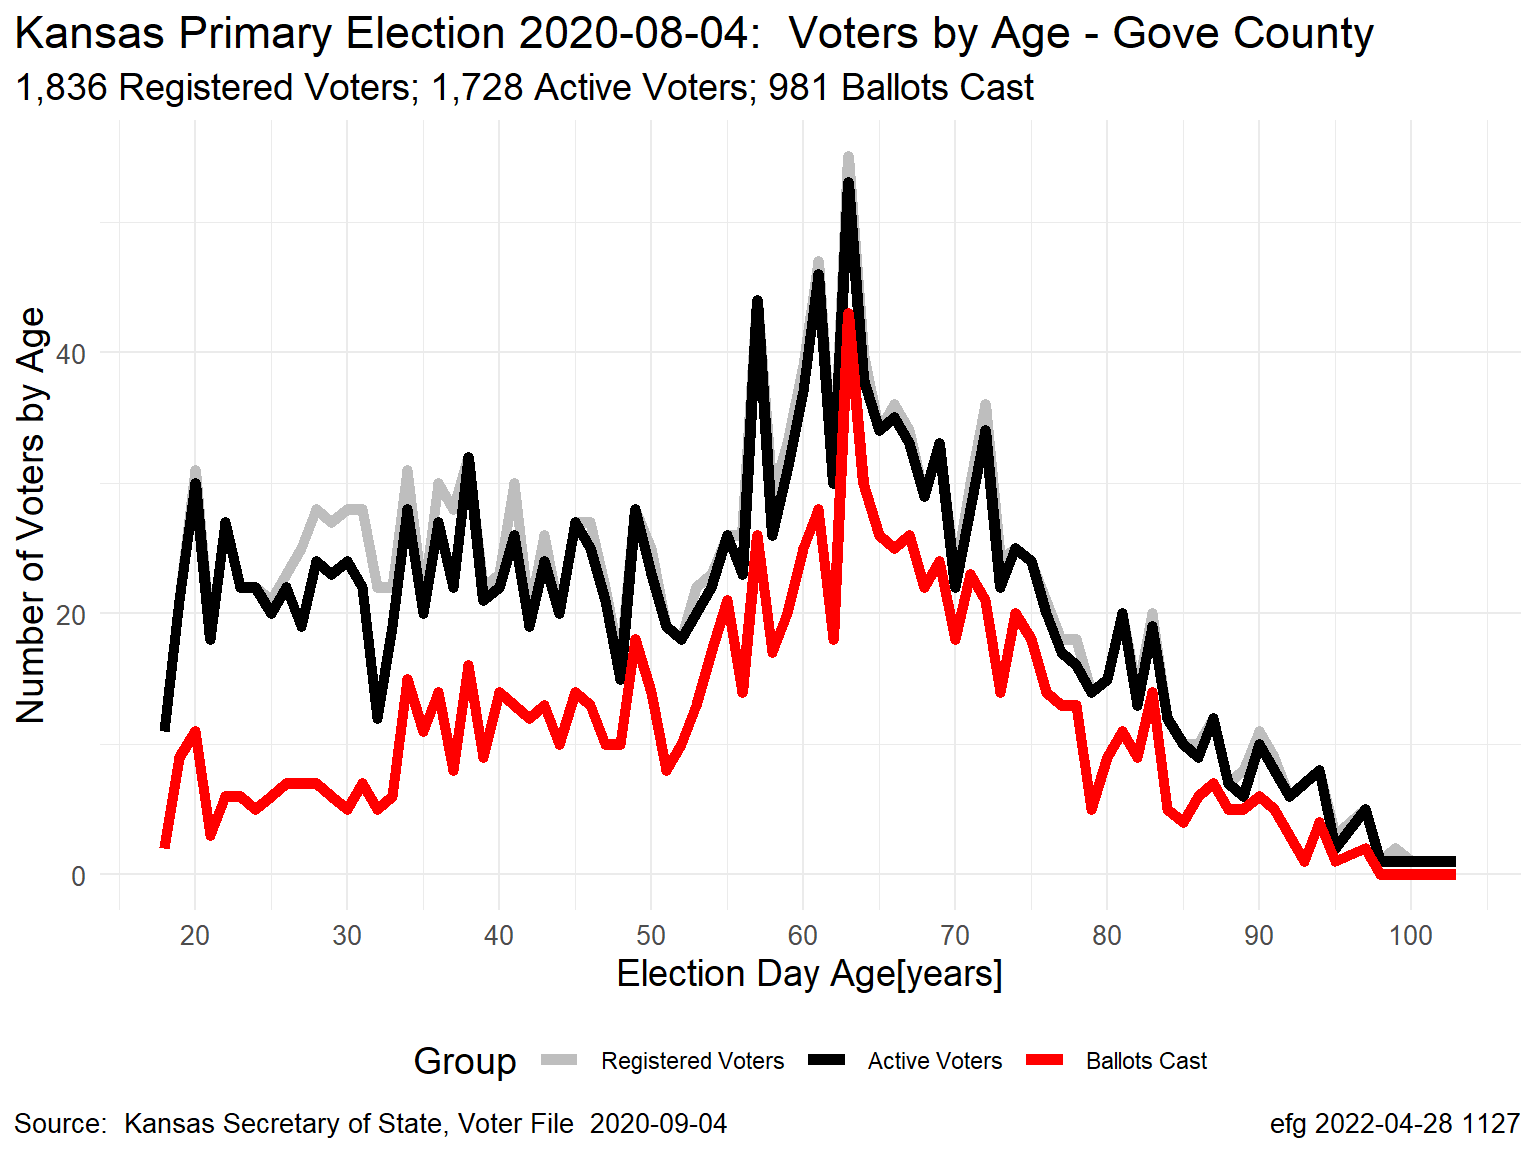 Kansas Primary Election 2020-08-04:  Voters by Age - Gove County
1,836 Registered Voters; 1,728 Active Voters; 981 Ballots Cast
Number of Voters by Age
40
20
0
20 30 40 50 60 70 80 90 100
Election Day Age[years]
Group Registered Voters Active Voters Ballots Cast
Source:  Kansas Secretary of State, Voter File  2020-09-04
efg 2022-04-28 1127